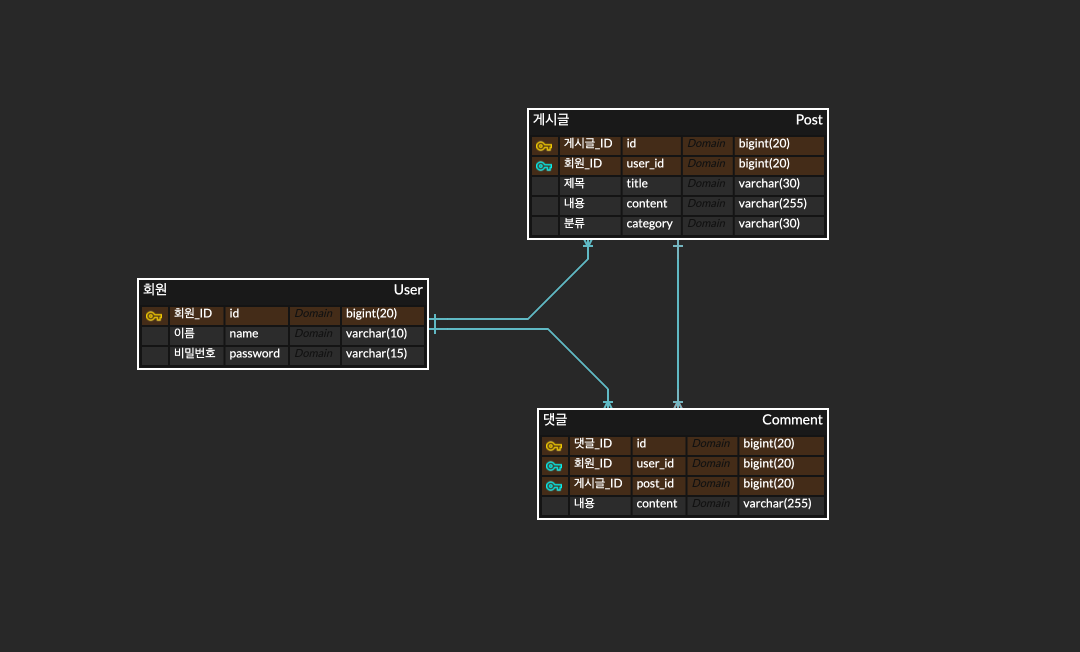 게시글 Post
게시글_ID id Domain bigint(20)
회원_ID user_id Domain bigint(20)
제목 title Domain varchar(30)
내용 content Domain varchar(255)
분류 category Domain varchar(30)
회원 User
회원_ID id Domain bigint(20)
이름 name Domain varchar(10)
비밀번호 password Domain varchar(15)
댓글 Comment
댓글_ID id Domain bigint(20)
회원_ID user_id Domain bigint(20)
게시글_ID post_id Domain bigint(20)
내용 content Domain varchar(255)